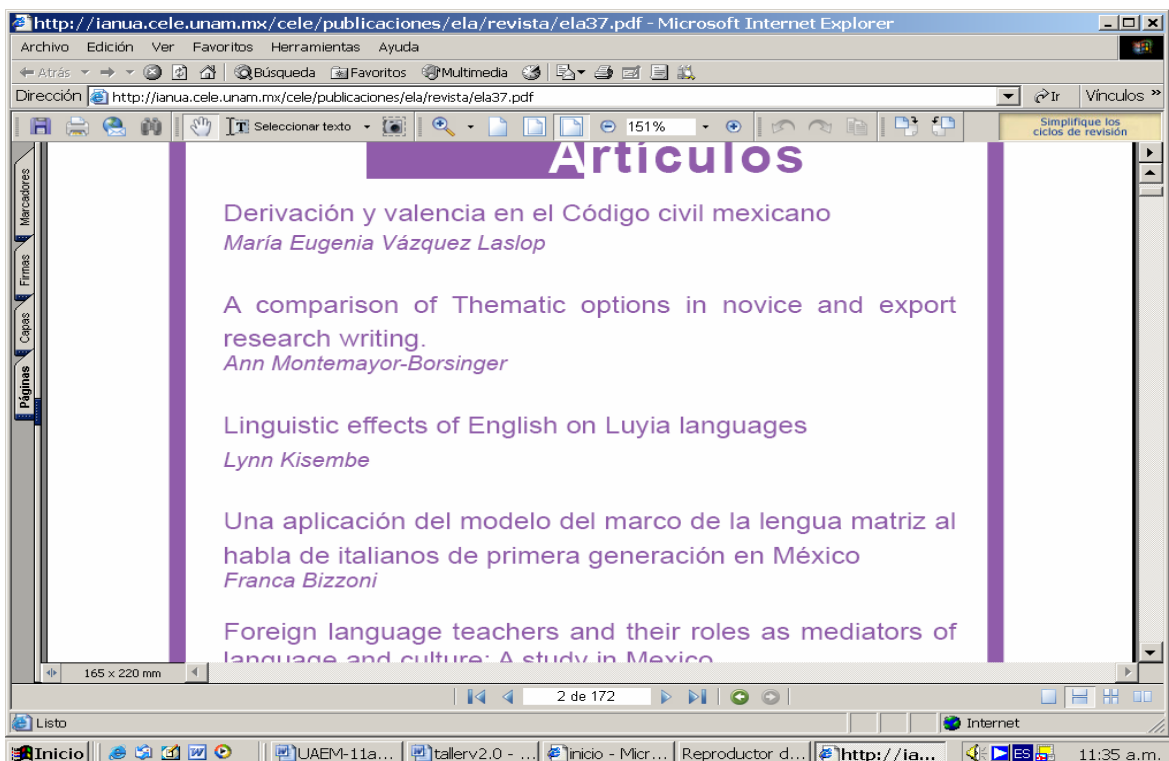 http://ianua.cele.unam.mx/cele/publicaciones/ela/revista/ela37.pdf - Microsoft Internet Explorer
Archivo Edición Ver Favoritos Herramientas Ayuda
Atrás Búsqueda Favoritos Multimedia
Dirección http://ianua.cele.unam.mx/cele/publicaciones/ela/revista/ela37.pdf Ir Vínculos »
Seleccionar texto 151% Simplifique los
ciclos de revisión
Artículos
Derivación y valencia en el Código civil mexicano
María Eugenia Vázquez Laslop
A comparison of Thematic options in novice and export
research writing.
Ann Montemayor-Borsinger
Linguistic effects of English on Luyia languages
Lynn Kisembe
Una aplicación del modelo del marco de la lengua matriz al
habla de italianos de primera generación en México
Franca Bizzoni
Foreign language teachers and their roles as mediators of
language and culture: A study in Mexico
Marcadores
Firmas
Capas
Páginas
165 x 220 mm
2 de 172
Listo Internet
Inicio UAEM-11a... tallerv2.0 - ... inicio - Micr... Reproductor d... http://ia... ES 11:35 a.m.